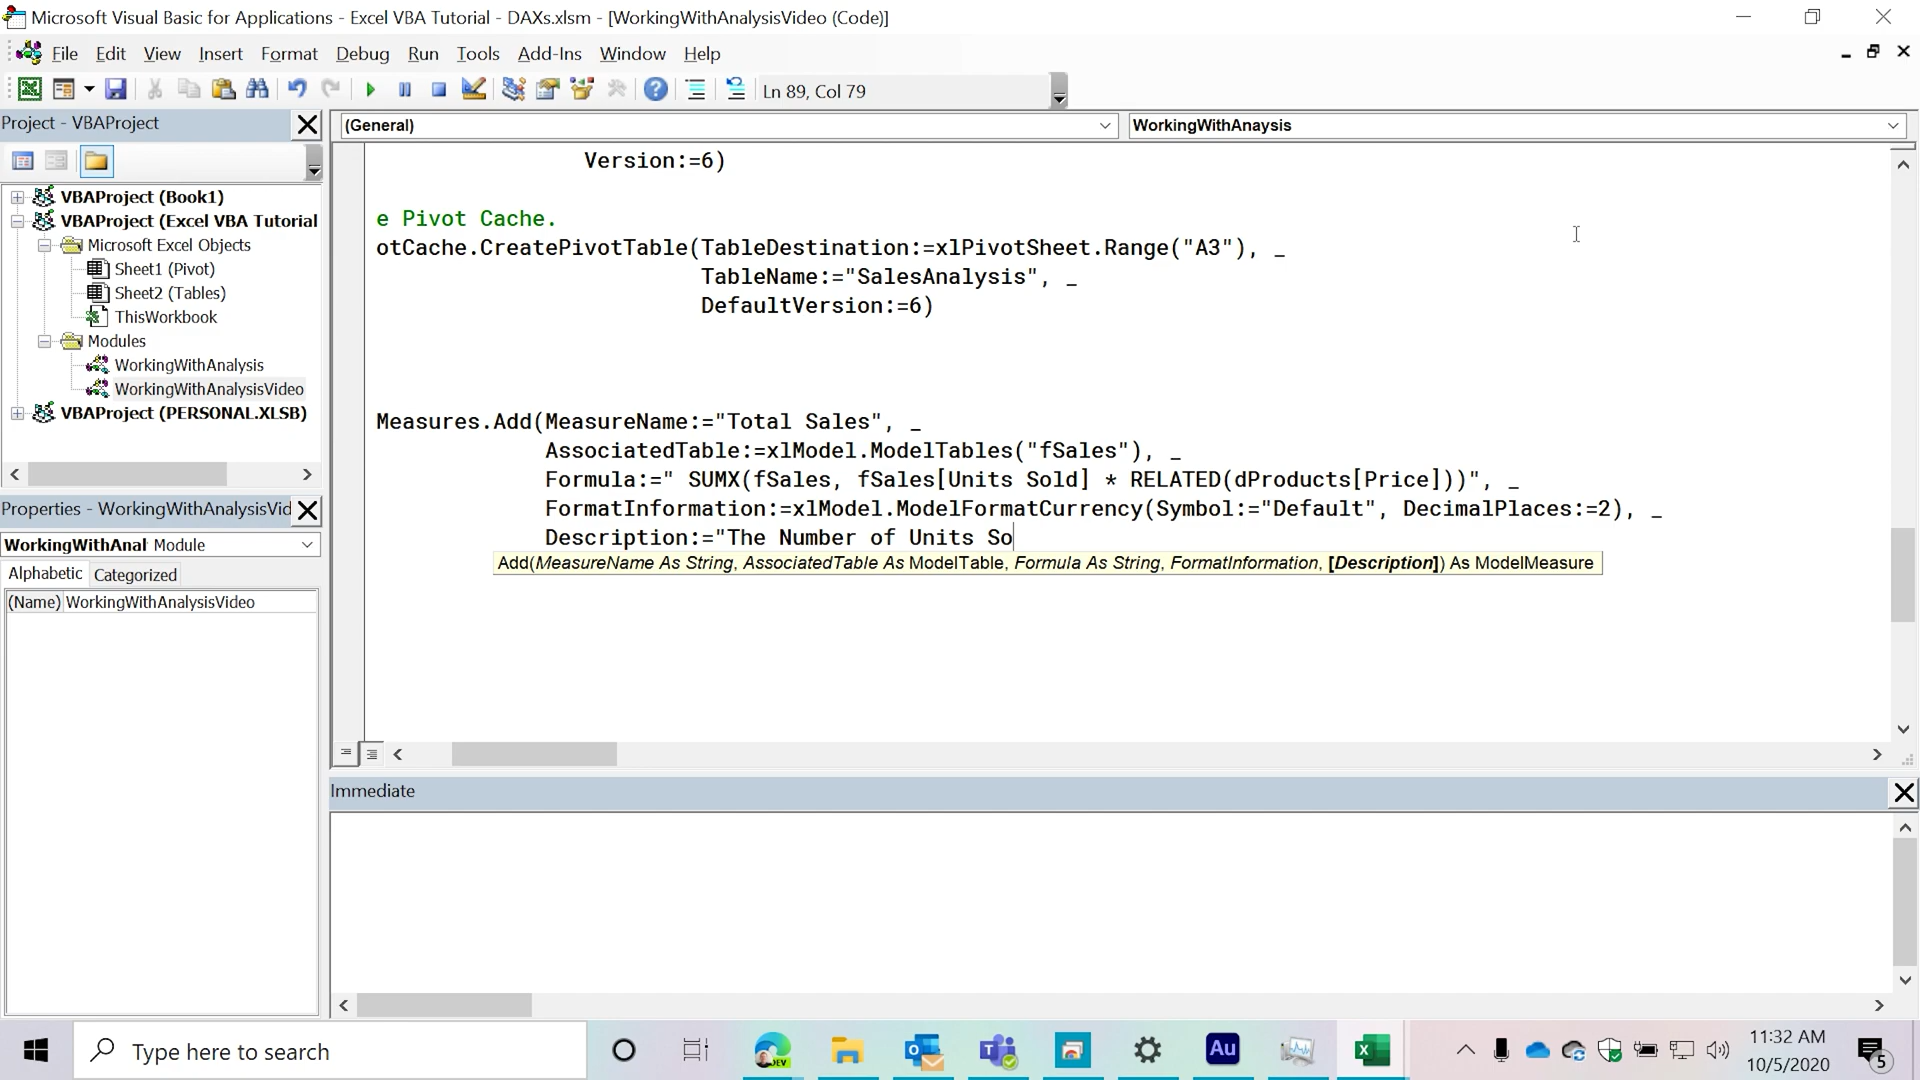 Microsoft Visual Basic for Applications - Excel VBA Tutorial - DAXs.xlsm - [WorkingWithAnalysisVideo (Code)]
File Edit View Insert Format Debug Run Tools Add-Ins Window Help
Ln 89, Col 79
Project - VBAProject
(General)
WorkingWithAnaysis
VBAProject (Book1)
VBAProject (Excel VBA Tutorial
Microsoft Excel Objects
Sheet1 (Pivot)
Sheet2 (Tables)
ThisWorkbook
Modules
WorkingWithAnalysis
WorkingWithAnalysisVideo
VBAProject (PERSONAL.XLSB)
Properties - WorkingWithAnalysisVid
WorkingWithAnal Module
Alphabetic Categorized
(Name) WorkingWithAnalysisVideo
Version:=6)
e Pivot Cache.
otCache.CreatePivotTable(TableDestination:=xlPivotSheet.Range("A3"), _
TableName:="SalesAnalysis", _
DefaultVersion:=6)
Measures.Add(MeasureName:="Total Sales", _
AssociatedTable:=xlModel.ModelTables("fSales"), _
Formula:=" SUMX(fSales, fSales[Units Sold] * RELATED(dProducts[Price]))", _
FormatInformation:=xlModel.ModelFormatCurrency(Symbol:="Default", DecimalPlaces:=2), _
Description:="The Number of Units So
Add(MeasureName As String, AssociatedTable As ModelTable, Formula As String, FormatInformation, [Description]) As ModelMeasure
Immediate
Type here to search
DEV
Au
11:32 AM
10/5/2020
5